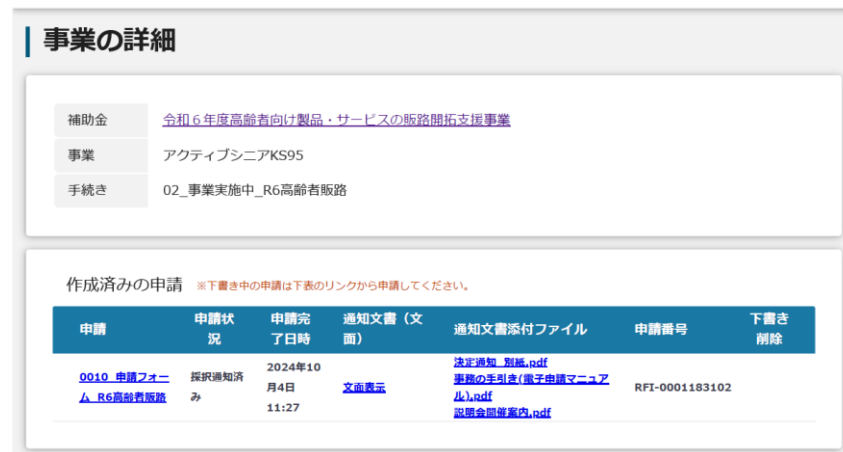 事業の詳細
補助金 令和６年度高齢者向け製品・サービスの販路開拓支援事業
事業 アクティブシニアKS95
手続き 02_事業実施中_R6高齢者販路
作成済みの申請 ※下書き中の申請は下表のリンクから申請してください。
申請 申請状況 申請完了日時 通知文書（文面） 通知文書添付ファイル 申請番号 下書き削除
0010_申請フォーム_R6高齢者販路
採択通知済み
2024年10月4日
11:27
文面表示
決定通知_別紙.pdf
事務の手引き(電子申請マニュアル).pdf
説明会開催案内.pdf
RFI-0001183102